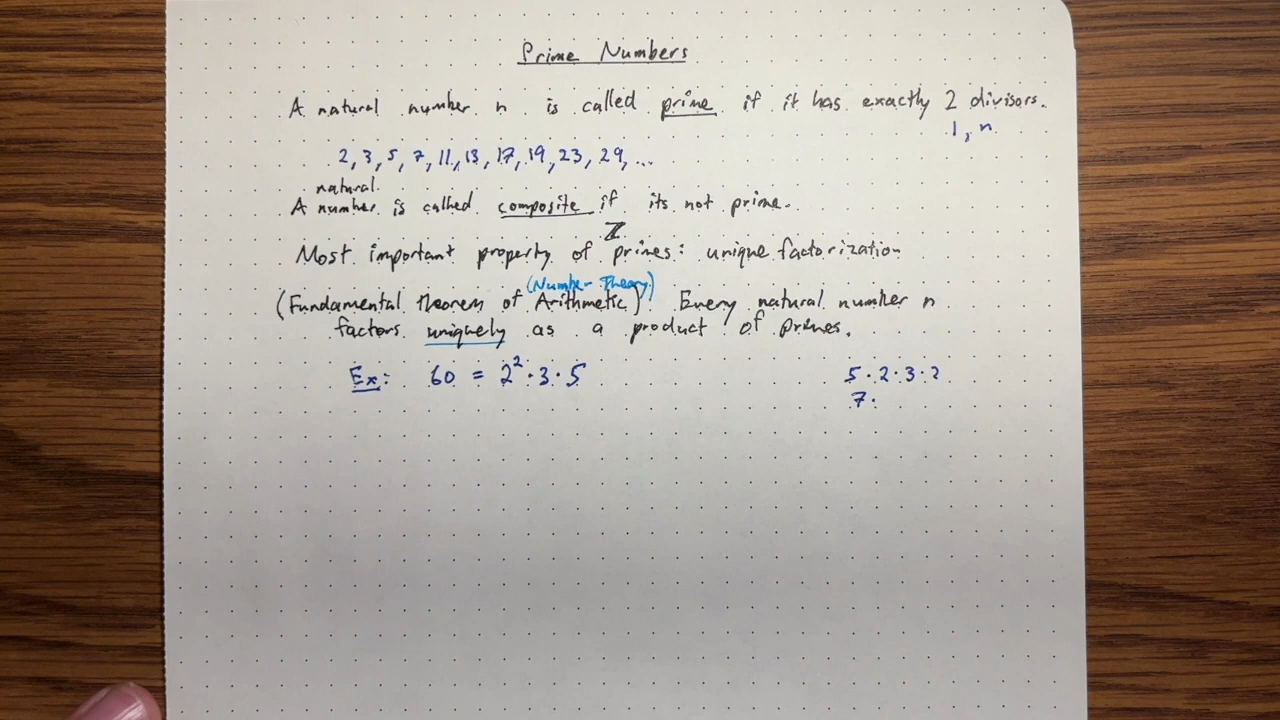 Prime Numbers
A natural number n is called prime if it has exactly 2 divisors.
1, n
2, 3, 5, 7, 11, 13, 17, 19, 23, 29, ...
natural
A number is called composite if its not prime.
ℤ
Most important property of primes: unique factorization
(Number Theory)
(Fundamental theorem of Arithmetic) Every natural number n
factors uniquely as a product of primes.
Ex: 60 = 2²·3·5
5·2·3·2
7·